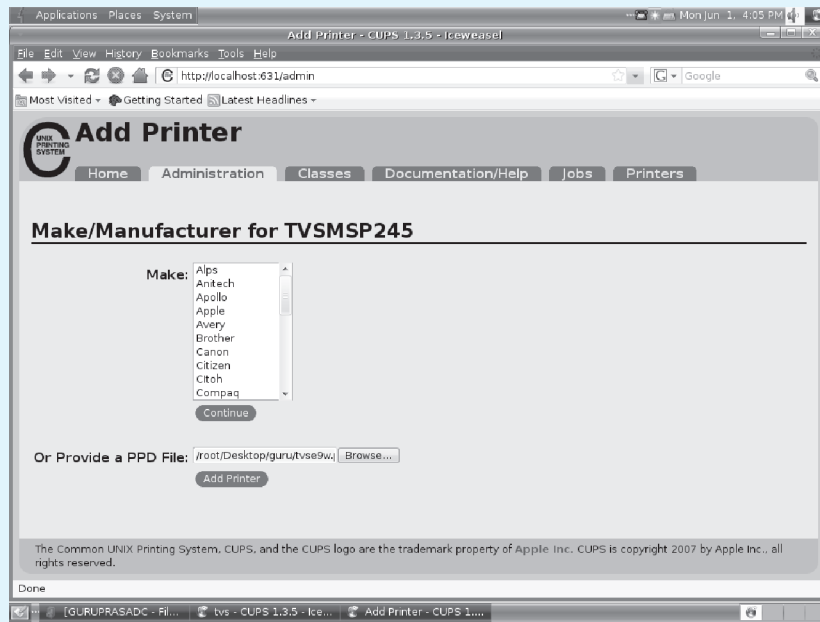 Applications Places System
Mon Jun 1, 4:05 PM
Add Printer - CUPS 1.3.5 - Iceweasel
File Edit View History Bookmarks Tools Help
http://localhost:631/admin
Google
Most Visited Getting Started Latest Headlines
UNIX PRINTING SYSTEM
Add Printer
Home Administration Classes Documentation/Help Jobs Printers
Make/Manufacturer for TVSMSP245
Make:
Alps
Anitech
Apollo
Apple
Avery
Brother
Canon
Citizen
CItoh
Compaq
Continue
Or Provide a PPD File: /root/Desktop/guru/tvse9w. Browse...
Add Printer
The Common UNIX Printing System, CUPS, and the CUPS logo are the trademark property of Apple Inc. CUPS is copyright 2007 by Apple Inc., all
rights reserved.
Done
[GURUPRASADC - Fil... tvs - CUPS 1.3.5 - Ice... Add Printer - CUPS 1....